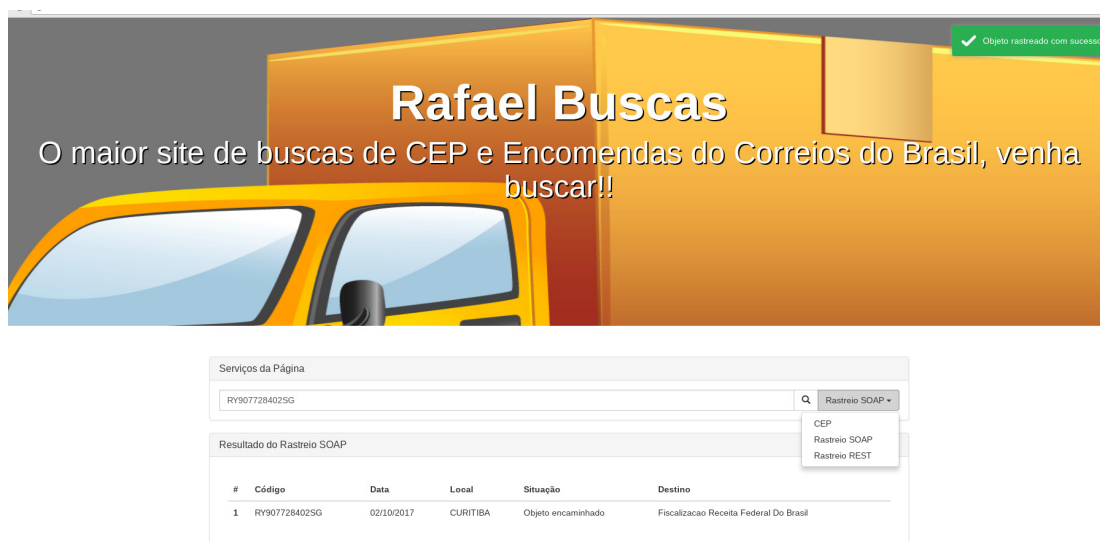 Objeto rastreado com sucesso
Rafael Buscas
O maior site de buscas de CEP e Encomendas do Correios do Brasil, venha
buscar!!
Serviços da Página
RY907728402SG
Rastreio SOAP
CEP
Rastreio SOAP
Rastreio REST
Resultado do Rastreio SOAP
# Código Data Local Situação Destino
1 RY907728402SG 02/10/2017 CURITIBA Objeto encaminhado Fiscalizacao Receita Federal Do Brasil